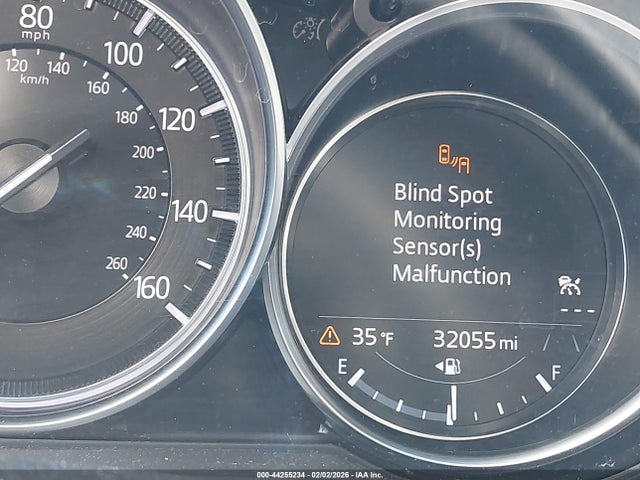 80
mph
100
120
140
160
120
140
160
180
200
220
240
260
km/h
Blind Spot
Monitoring
Sensor(s)
Malfunction
---
35°F
32055 mi
E
F
000-44255234 - 02/02/2026 - IAA Inc.